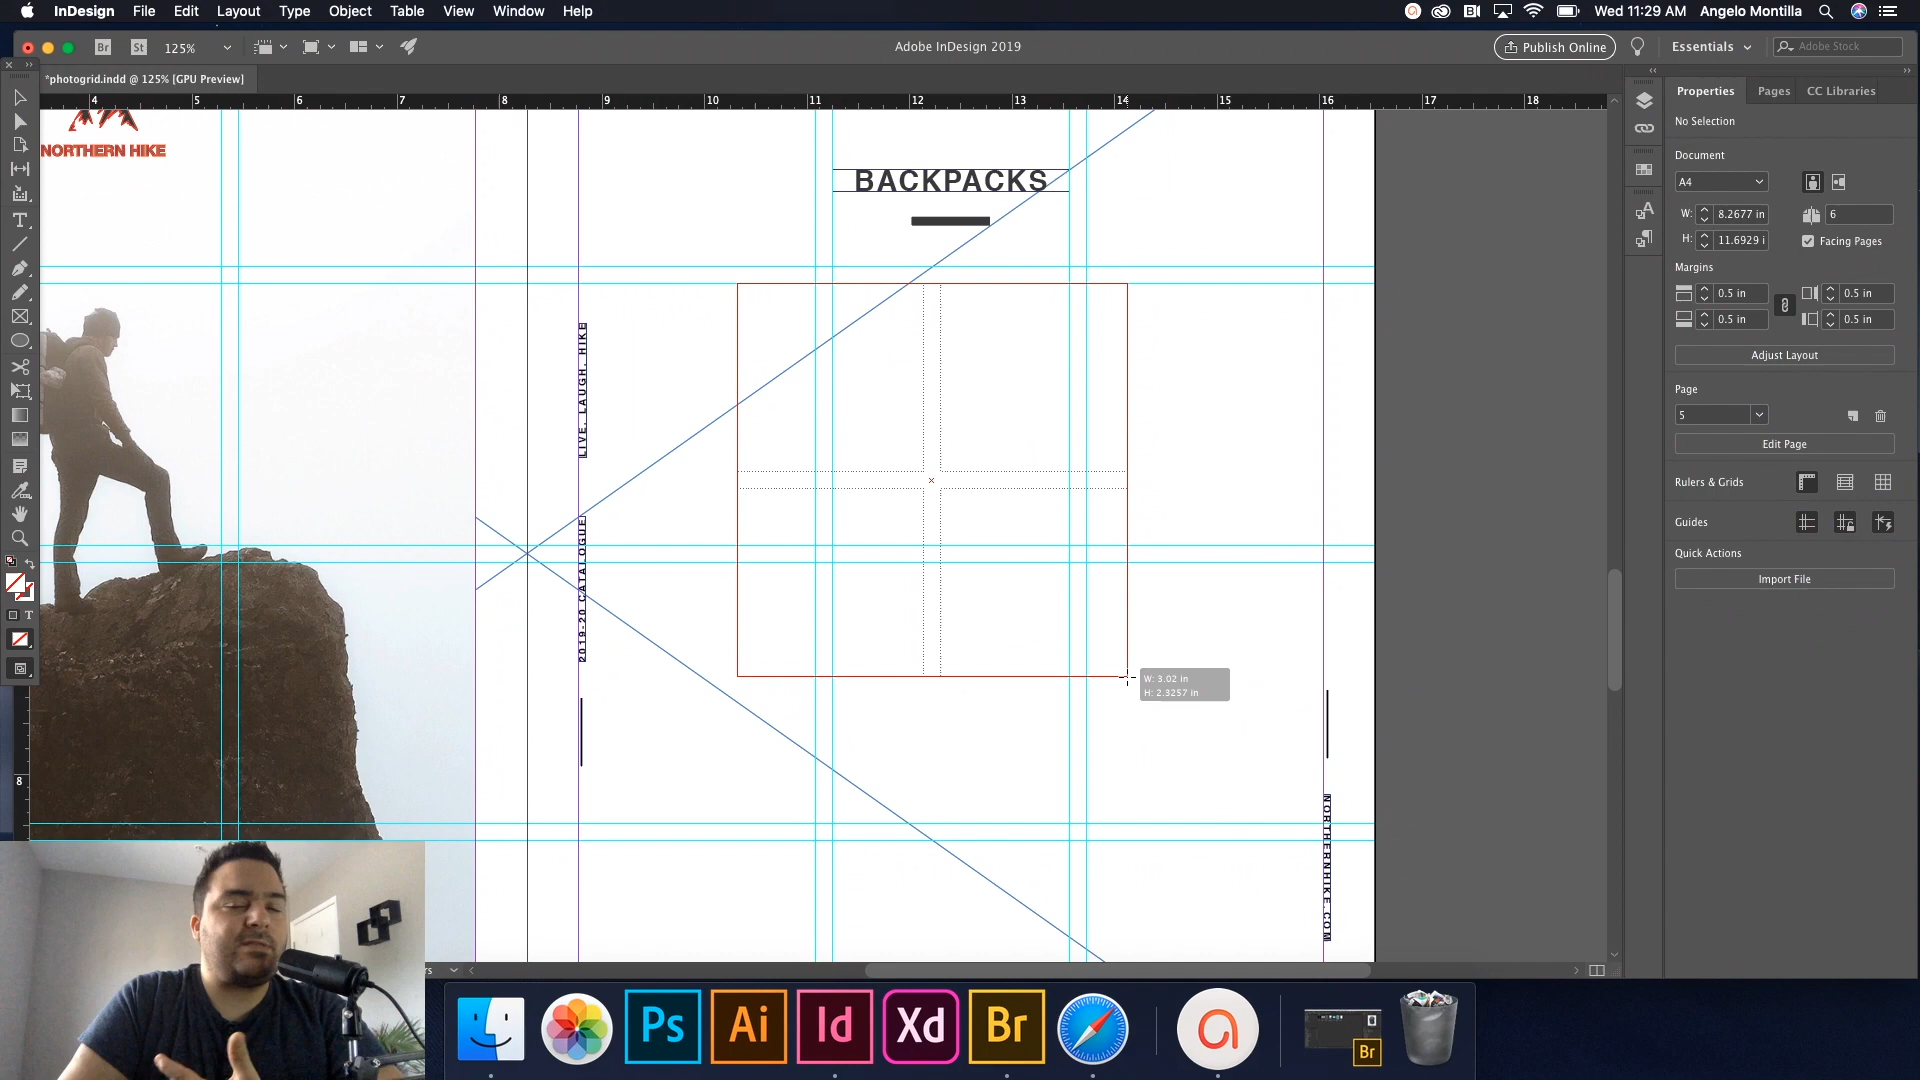 InDesign File Edit Layout Type Object Table View Window Help
Wed 11:29 AM Angelo Montilla
Br St 125%
Adobe InDesign 2019
Publish Online
Essentials
Adobe Stock
*photogrid.indd @ 125% [GPU Preview]
4 5 6 7 8 9 10 11 12 13 14 15 16 17 18
NORTHERN HIKE
BACKPACKS
LIVE, LAUGH, HIKE
2019-20 CATALOGUE
NORTHERNHIKE.COM
W: 3.02 in
H: 2.3257 in
8
Properties Pages CC Libraries
No Selection
Document
A4
W: 8.2677 in
6
H: 11.6929 i
Facing Pages
Margins
0.5 in 0.5 in
0.5 in 0.5 in
Adjust Layout
Page
5
Edit Page
Rulers & Grids
Guides
Quick Actions
Import File
Ps Ai Id Xd Br
Br